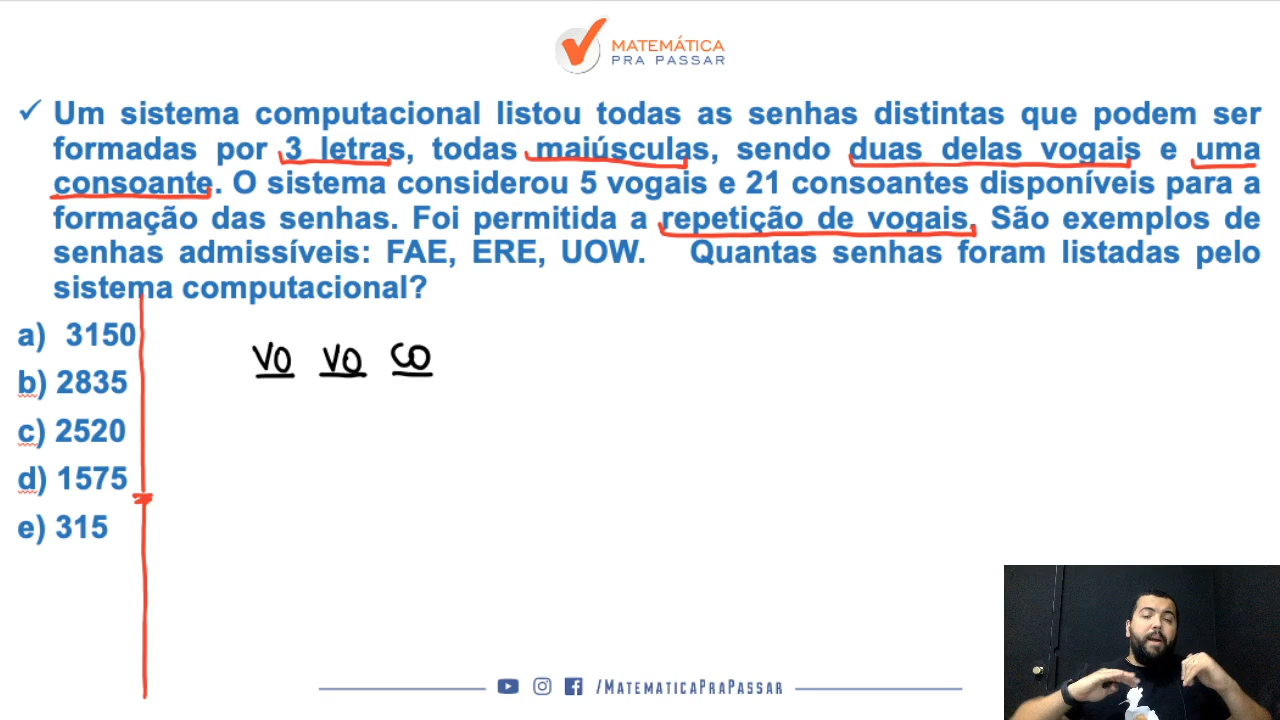 MATEMÁTICA
PRA PASSAR
✓ Um sistema computacional listou todas as senhas distintas que podem ser
formadas por 3 letras, todas maiúsculas, sendo duas delas vogais e uma
consoante. O sistema considerou 5 vogais e 21 consoantes disponíveis para a
formação das senhas. Foi permitida a repetição de vogais. São exemplos de
senhas admissíveis: FAE, ERE, UOW. Quantas senhas foram listadas pelo
sistema computacional?
a) 3150
VO VO CO
b) 2835
c) 2520
d) 1575
e) 315
/MATEMATICAPRAPASSAR